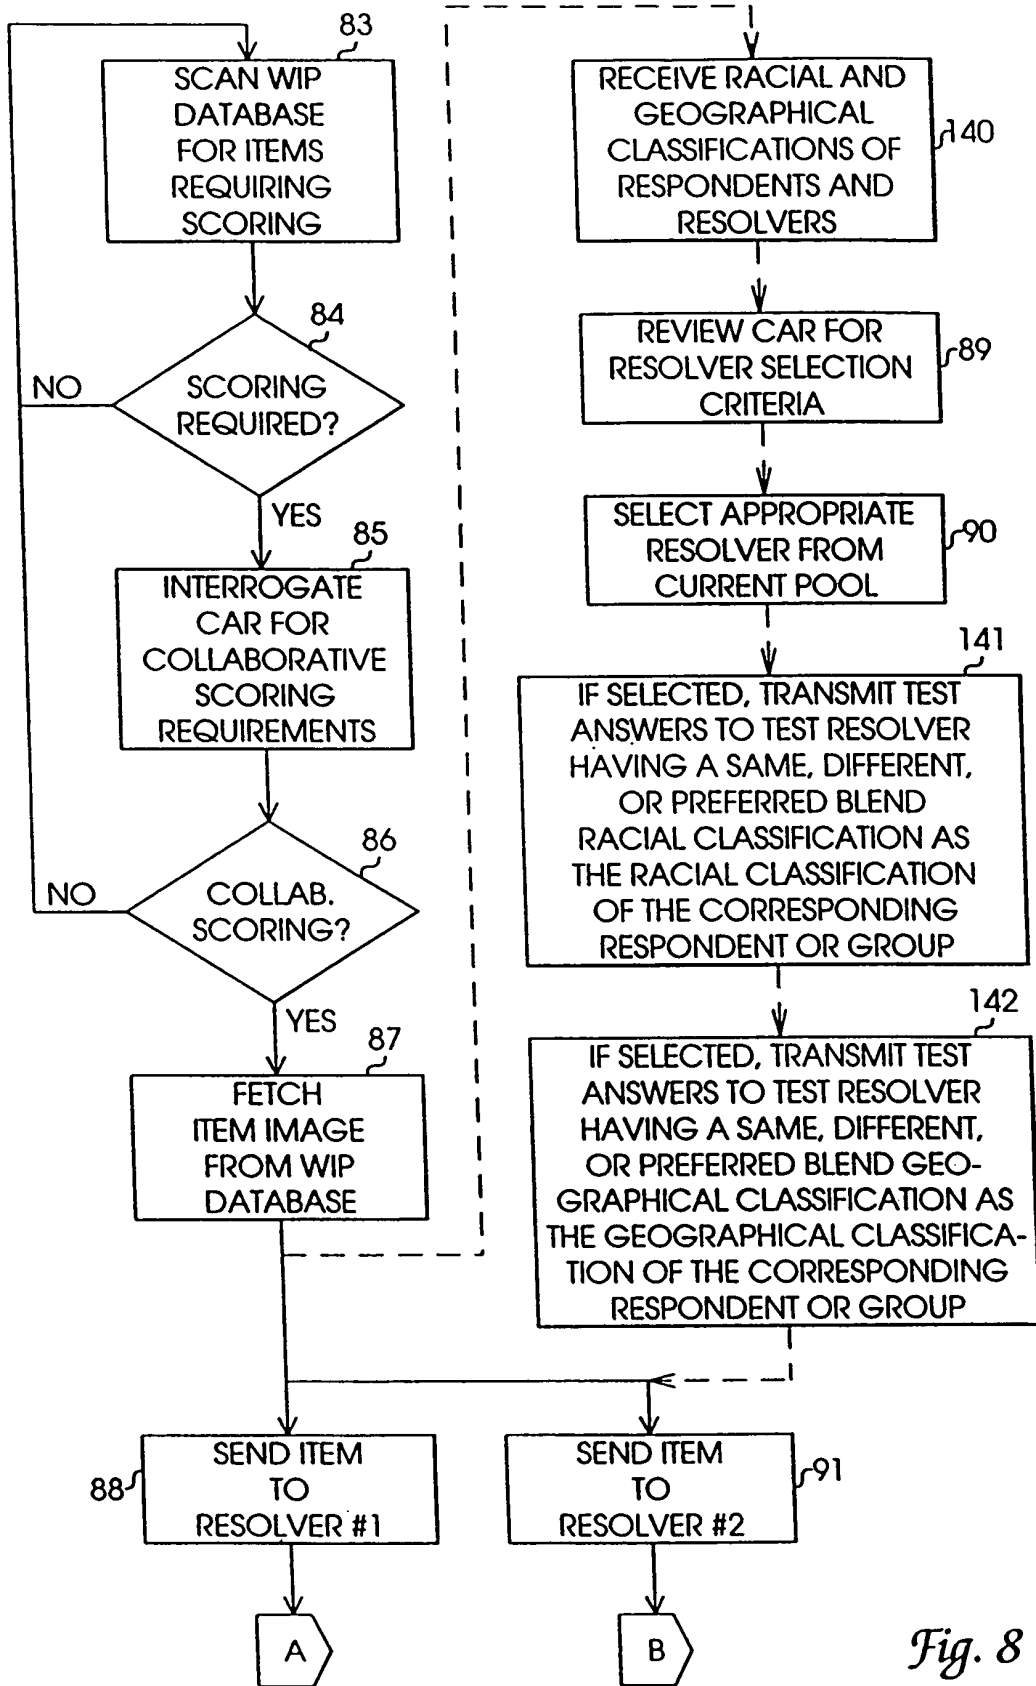 83
SCAN WIP
DATABASE
FOR ITEMS
REQUIRING
SCORING
84
NO
SCORING
REQUIRED?
YES
85
INTERROGATE
CAR FOR
COLLABORATIVE
SCORING
REQUIREMENTS
86
NO
COLLAB.
SCORING?
YES
87
FETCH
ITEM IMAGE
FROM WIP
DATABASE
RECEIVE RACIAL AND
GEOGRAPHICAL
CLASSIFICATIONS OF
RESPONDENTS AND
RESOLVERS
140
REVIEW CAR FOR
RESOLVER SELECTION
CRITERIA
89
SELECT APPROPRIATE
RESOLVER FROM
CURRENT POOL
90
141
IF SELECTED, TRANSMIT TEST
ANSWERS TO TEST RESOLVER
HAVING A SAME, DIFFERENT,
OR PREFERRED BLEND
RACIAL CLASSIFICATION AS
THE RACIAL CLASSIFICATION
OF THE CORRESPONDING
RESPONDENT OR GROUP
142
IF SELECTED, TRANSMIT TEST
ANSWERS TO TEST RESOLVER
HAVING A SAME, DIFFERENT,
OR PREFERRED BLEND GEO-
GRAPHICAL CLASSIFICATION AS
THE GEOGRAPHICAL CLASSIFICA-
TION OF THE CORRESPONDING
RESPONDENT OR GROUP
88
SEND ITEM
TO
RESOLVER #1
SEND ITEM
TO
RESOLVER #2
91
A
B
Fig. 8